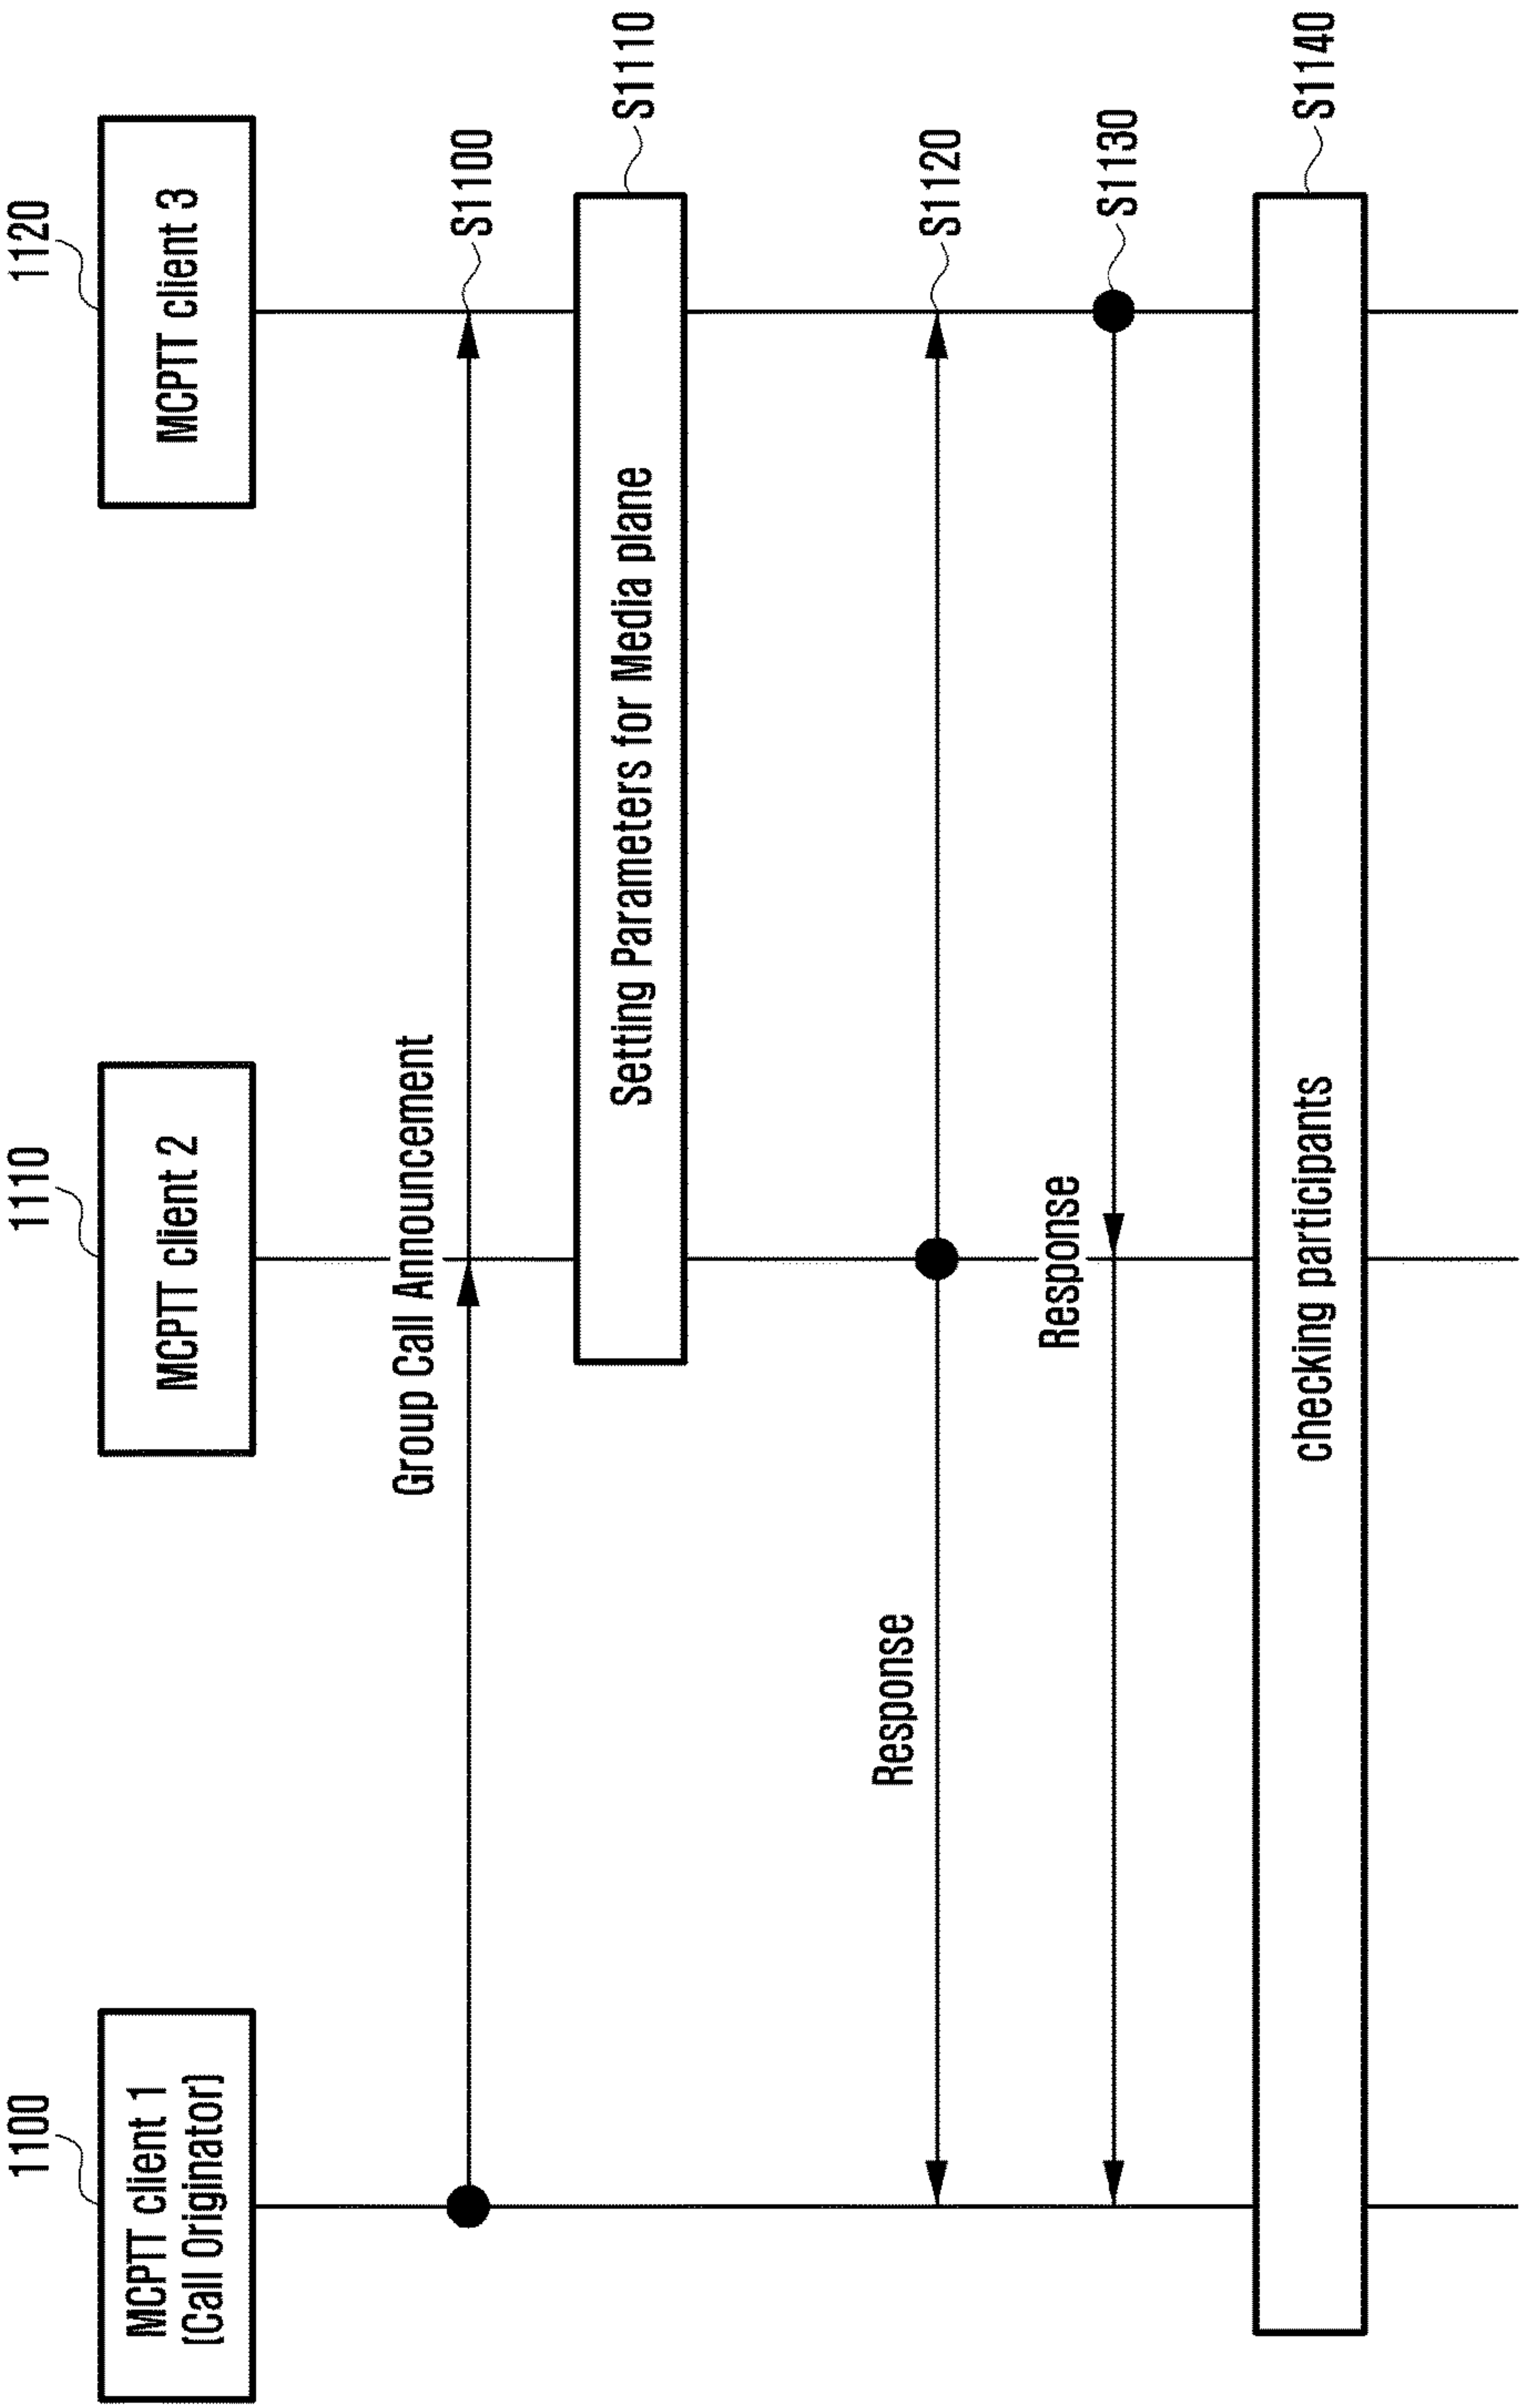 1100
1110
1120
MCPTT client 1
(Call Originator)
MCPTT client 2
MCPTT client 3
Group Call Announcement
S1100
Setting Parameters for Media plane
S1110
Response
S1120
Response
S1130
checking participants
S1140